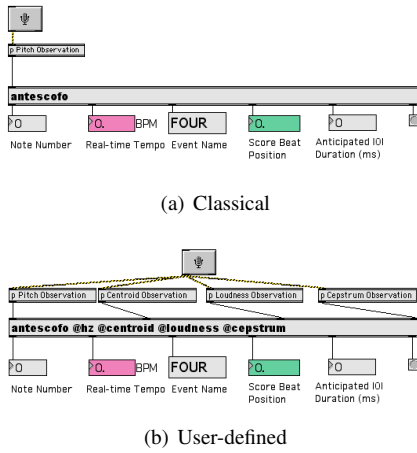 p Pitch Observation
antescofo
0 0. BPM FOUR 0. 0
Note Number Real-time Tempo Event Name Score Beat Position Anticipated IOI Duration (ms)
(a) Classical
p Pitch Observation p Centroid Observation p Loudness Observation p Cepstrum Observation
antescofo @hz @centroid @loudness @cepstrum
0 0. BPM FOUR 0. 0
Note Number Real-time Tempo Event Name Score Beat Position Anticipated IOI Duration (ms)
(b) User-defined